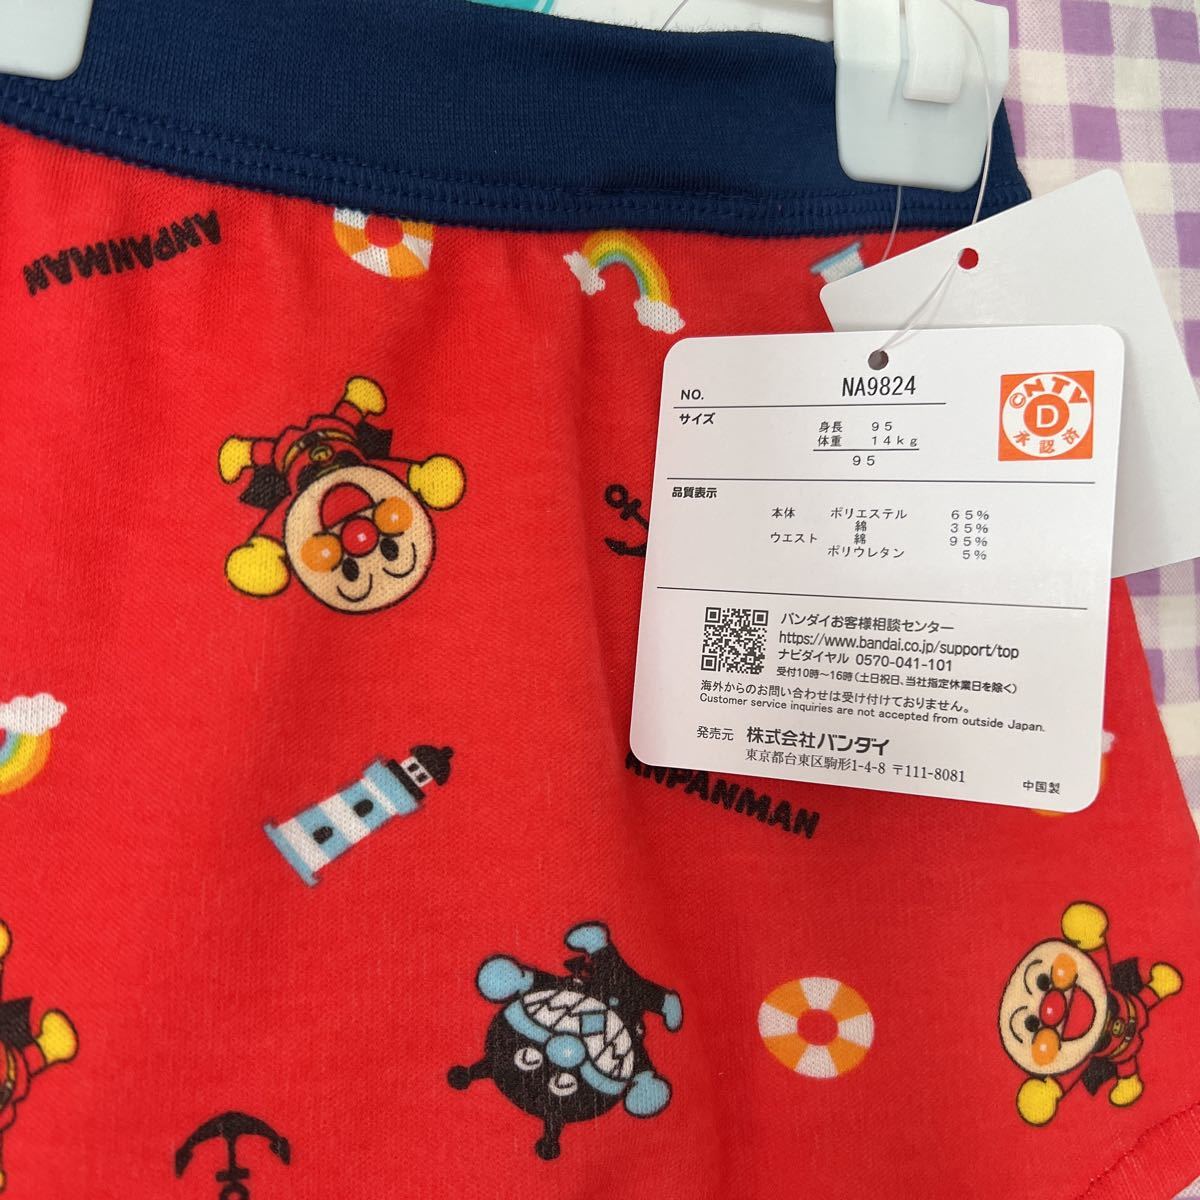 ANPANMAN
NO. NA9824
サイズ
身長 95
体重 14kg
95
©NTV
D
承認済
品質表示
本体 ポリエステル 65%
綿 35%
ウエスト 綿 95%
ポリウレタン 5%
バンダイお客様相談センター
https://www.bandai.co.jp/support/top
ナビダイヤル 0570-041-101
受付10時～16時(土日祝日、当社指定休業日を除く)
海外からのお問い合わせは受け付けておりません。
Customer service inquiries are not accepted from outside Japan.
発売元 株式会社バンダイ
東京都台東区駒形1-4-8 〒111-8081
中国製
ANPANMAN